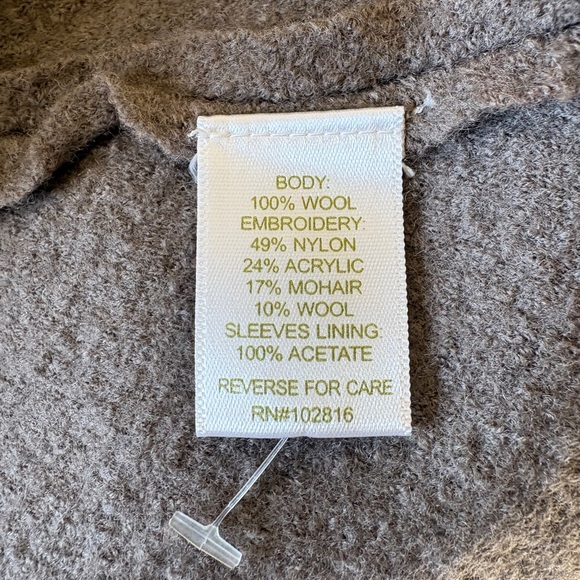 BODY:
100% WOOL
EMBROIDERY:
49% NYLON
24% ACRYLIC
17% MOHAIR
10% WOOL
SLEEVES LINING:
100% ACETATE
REVERSE FOR CARE
RN#102816